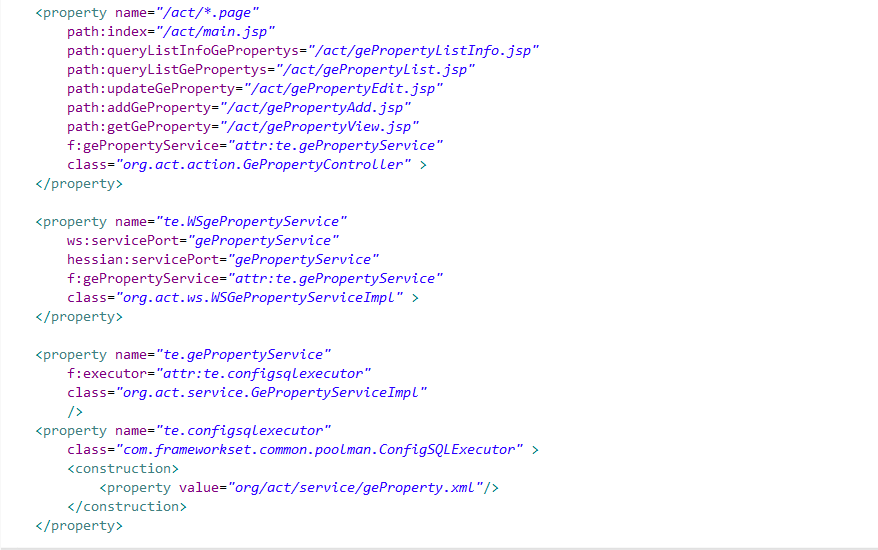 <property name="/act/*.page"
path:index="/act/main.jsp"
path:queryListInfoGePropertys="/act/gePropertyListInfo.jsp"
path:queryListGePropertys="/act/gePropertyList.jsp"
path:updateGeProperty="/act/gePropertyEdit.jsp"
path:addGeProperty="/act/gePropertyAdd.jsp"
path:getGeProperty="/act/gePropertyView.jsp"
f:gePropertyService="attr:te.gePropertyService"
class="org.act.action.GePropertyController" >
</property>
<property name="te.WSgePropertyService"
ws:servicePort="gePropertyService"
hessian:servicePort="gePropertyService"
f:gePropertyService="attr:te.gePropertyService"
class="org.act.ws.WSGePropertyServiceImpl" >
</property>
<property name="te.gePropertyService"
f:executor="attr:te.configsqlexecutor"
class="org.act.service.GePropertyServiceImpl"
/>
<property name="te.configsqlexecutor"
class="com.frameworkset.common.poolman.ConfigSQLExecutor" >
<construction>
<property value="org/act/service/geProperty.xml"/>
</construction>
</property>